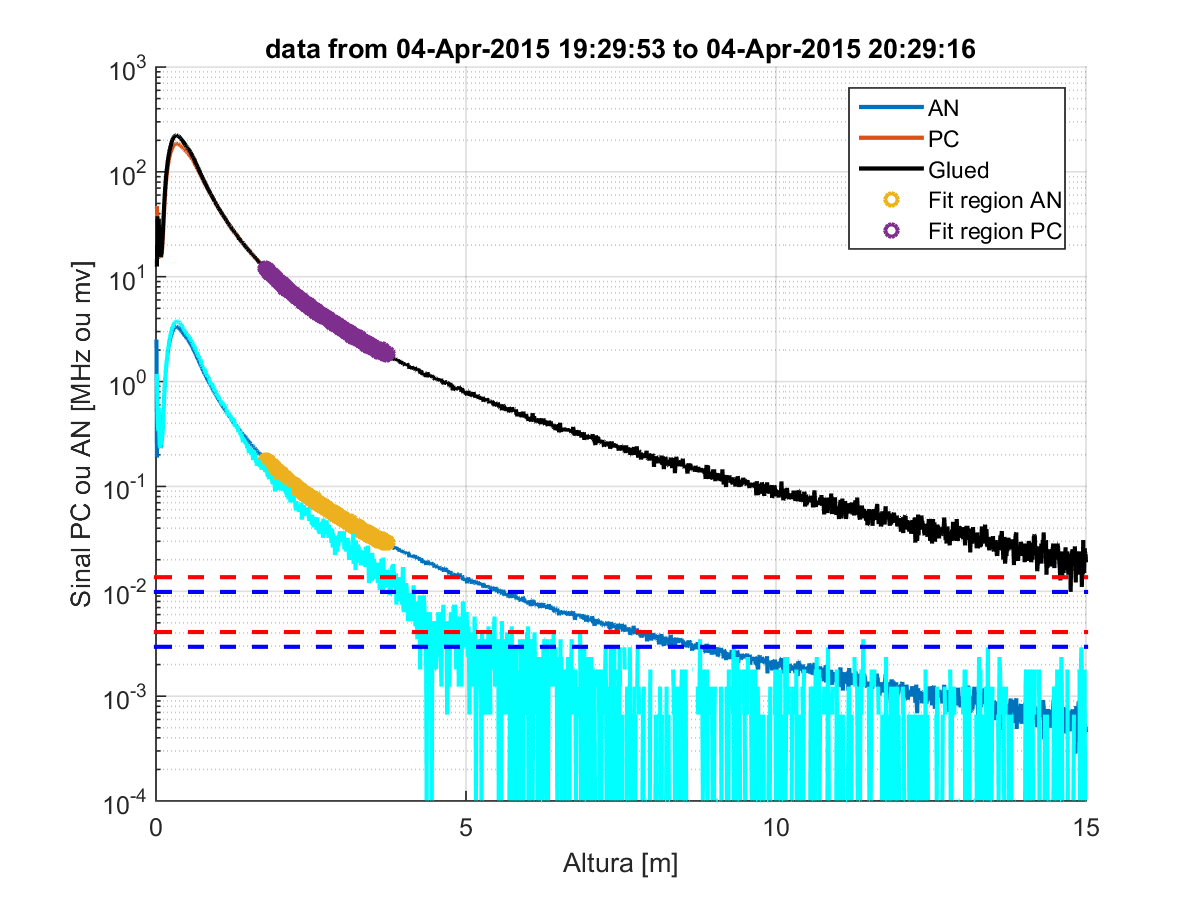 data from 04-Apr-2015 19:29:53 to 04-Apr-2015 20:29:16
10^3
10^2
10^1
10^0
10^-1
10^-2
10^-3
10^-4
Sinal PC ou AN [MHz ou mv]
AN
PC
Glued
Fit region AN
Fit region PC
0 5 10 15
Altura [m]